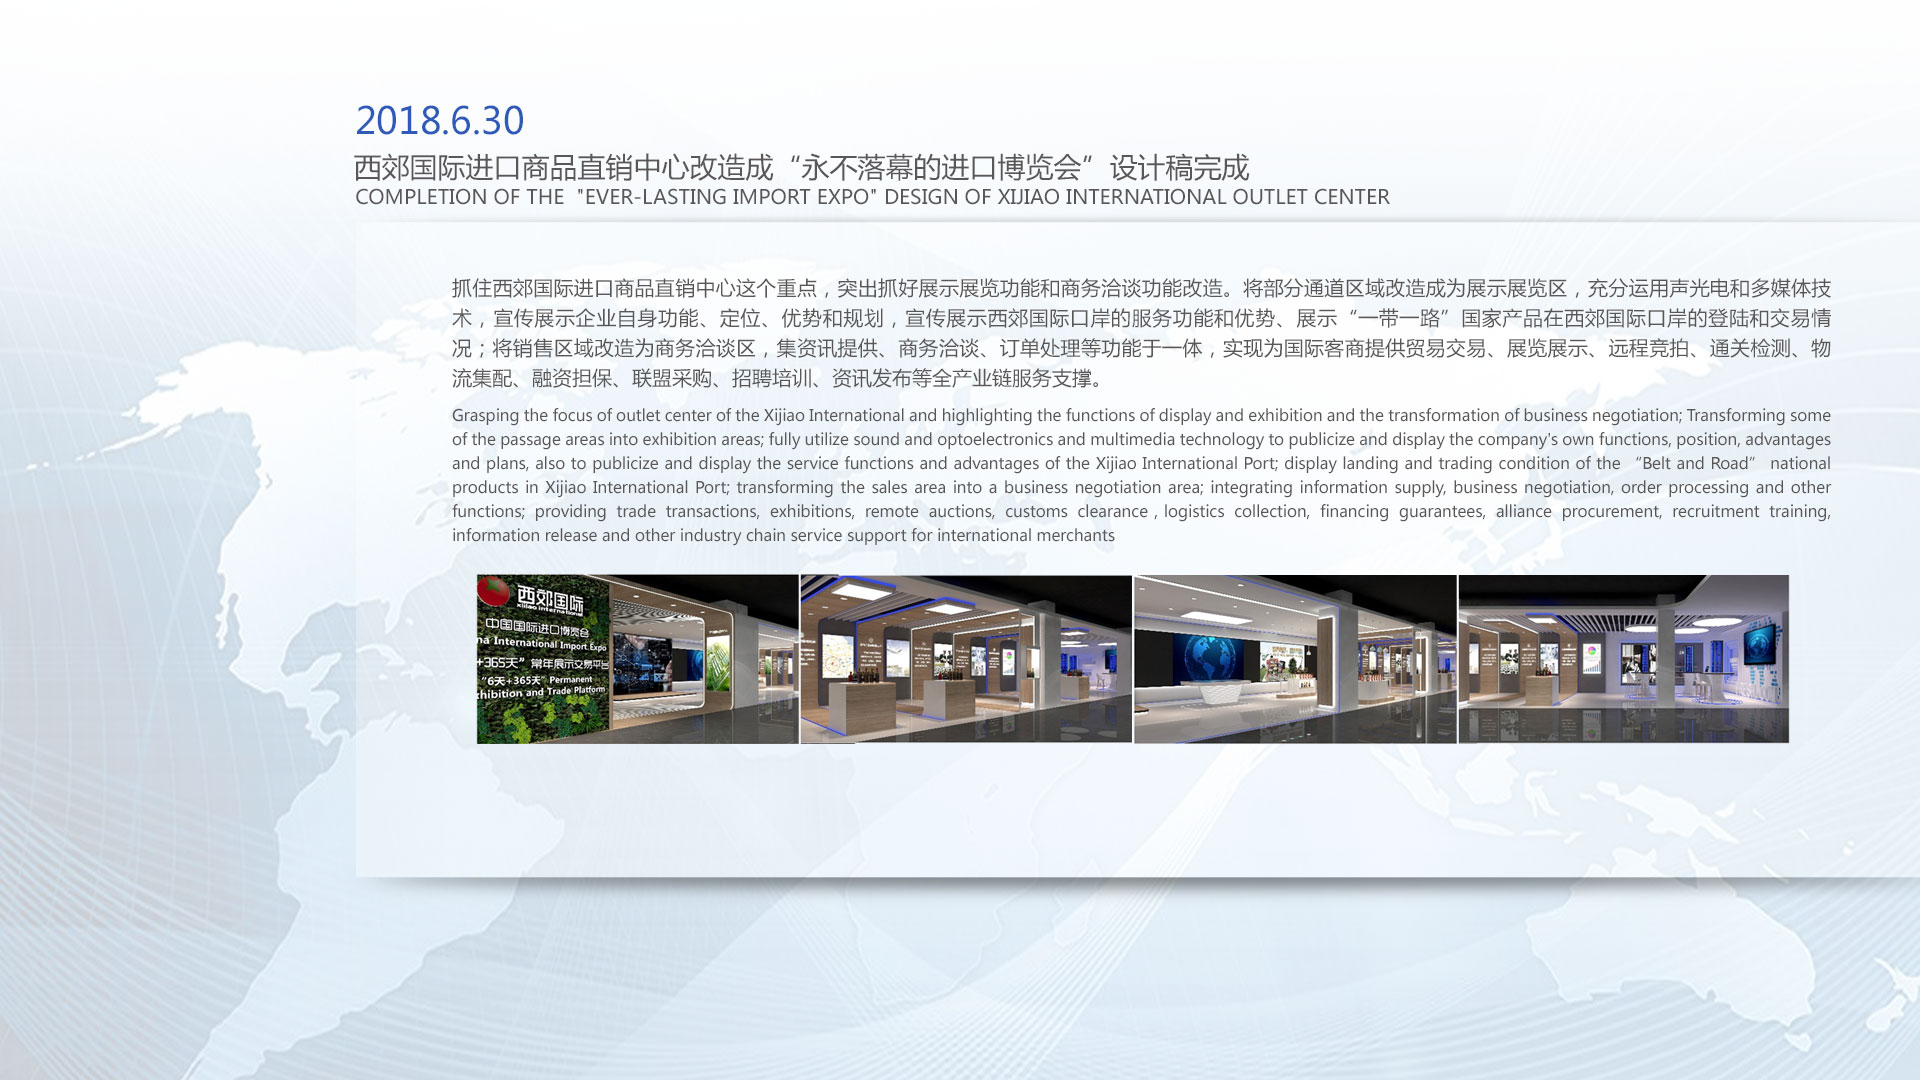 2018.6.30
西郊国际进口商品直销中心改造成“永不落幕的进口博览会”设计稿完成
COMPLETION OF THE "EVER-LASTING IMPORT EXPO" DESIGN OF XIJIAO INTERNATIONAL OUTLET CENTER
抓住西郊国际进口商品直销中心这个重点，突出抓好展示展览功能和商务洽谈功能改造。将部分通道区域改造成为展示展览区，充分运用声光电和多媒体技
术，宣传展示企业自身功能、定位、优势和规划，宣传展示西郊国际口岸的服务功能和优势、展示“一带一路”国家产品在西郊国际口岸的登陆和交易情
况；将销售区域改造为商务洽谈区，集资讯提供、商务洽谈、订单处理等功能于一体，实现为国际客商提供贸易交易、展览展示、远程竞拍、通关检测、物
流集配、融资担保、联盟采购、招聘培训、资讯发布等全产业链服务支撑。
Grasping the focus of outlet center of the Xijiao International and highlighting the functions of display and exhibition and the transformation of business negotiation; Transforming some
of the passage areas into exhibition areas; fully utilize sound and optoelectronics and multimedia technology to publicize and display the company's own functions, position, advantages
and plans, also to publicize and display the service functions and advantages of the Xijiao International Port; display landing and trading condition of the “Belt and Road” national
products in Xijiao International Port; transforming the sales area into a business negotiation area; integrating information supply, business negotiation, order processing and other
functions; providing trade transactions, exhibitions, remote auctions, customs clearance , logistics collection, financing guarantees, alliance procurement, recruitment training,
information release and other industry chain service support for international merchants
西郊国际
xijiao international
中国国际进口博览会
na International Import Expo
+365天”常年展示交易平台
“6天+365天”Permanent
hibition and Trade Platform